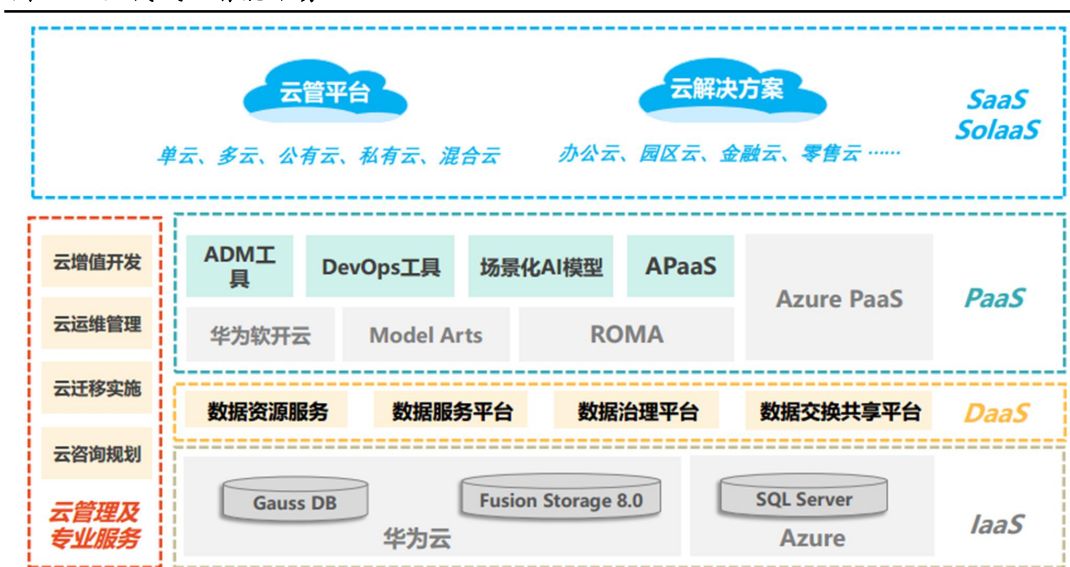 云管平台
云解决方案
单云、多云、公有云、私有云、混合云
办公云、园区云、金融云、零售云 ······
SaaS
SolaaS
云增值开发
云运维管理
云迁移实施
云咨询规划
云管理及
专业服务
ADM工
具
DevOps工具
场景化AI模型
APaaS
华为软开云
Model Arts
ROMA
Azure PaaS
PaaS
数据资源服务
数据服务平台
数据治理平台
数据交换共享平台
DaaS
Gauss DB
Fusion Storage 8.0
华为云
SQL Server
Azure
IaaS